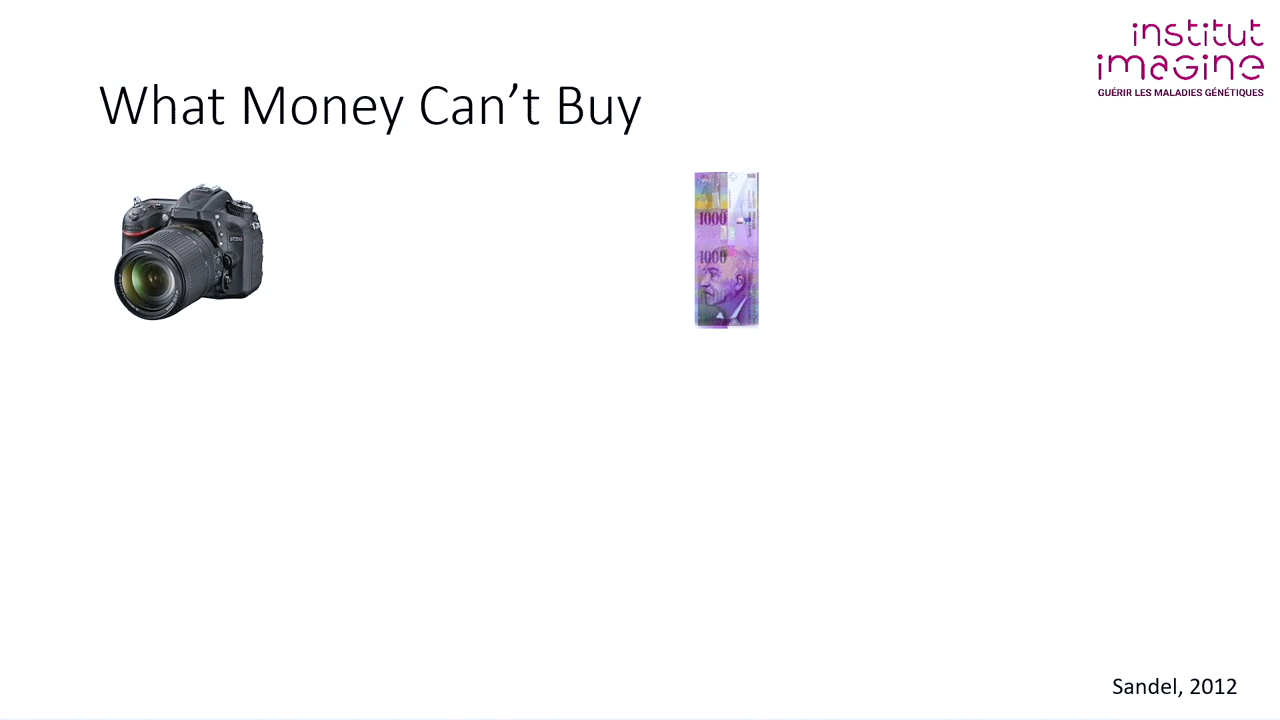 institut
imagine
GUÉRIR LES MALADIES GÉNÉTIQUES
What Money Can’t Buy
1000
1000
Sandel, 2012